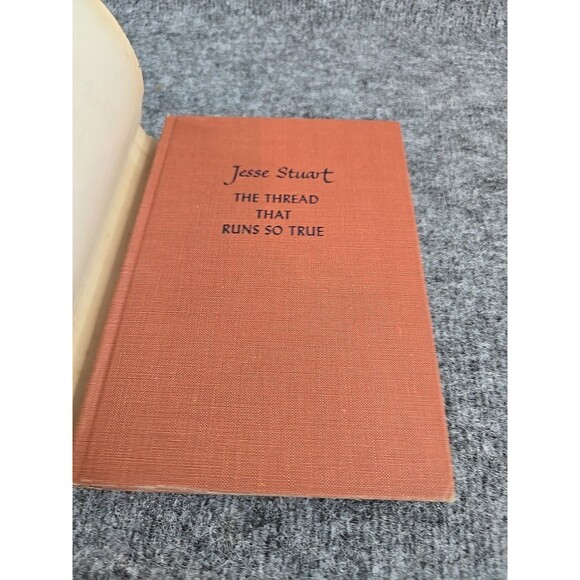 Jesse Stuart
THE THREAD
THAT
RUNS SO TRUE